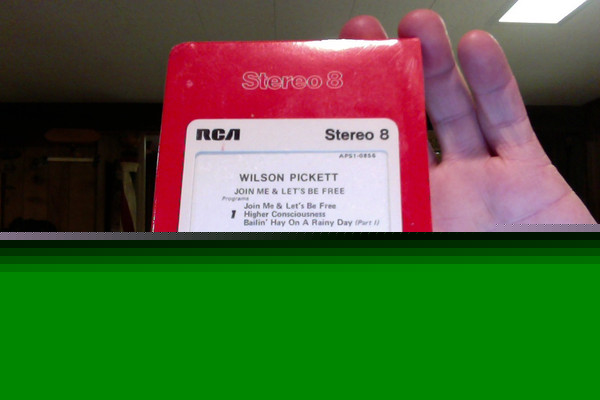 Stereo 8
RCA Stereo 8
APS1-0856
WILSON PICKETT
JOIN ME & LET'S BE FREE
Programs
Join Me & Let's Be Free
1 Higher Consciousness
Bailin' Hay On A Rainy Day (Part I)